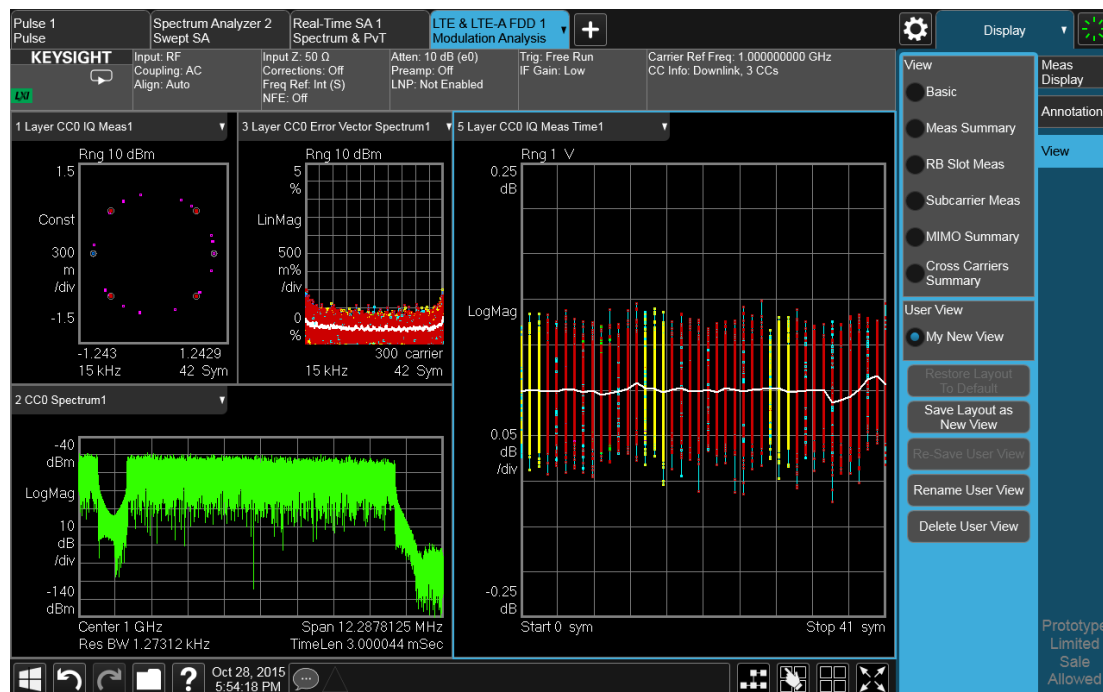 Pulse 1
Pulse
Spectrum Analyzer 2
Swept SA
Real-Time SA 1
Spectrum & PvT
LTE & LTE-A FDD 1
Modulation Analysis
Display
KEYSIGHT
LXI
Input: RF
Coupling: AC
Align: Auto
Input Z: 50 Ω
Corrections: Off
Freq Ref: Int (S)
NFE: Off
Atten: 10 dB (e0)
Preamp: Off
LNP: Not Enabled
Trig: Free Run
IF Gain: Low
Carrier Ref Freq: 1.000000000 GHz
CC Info: Downlink, 3 CCs
1 Layer CC0 IQ Meas1
Rng 10 dBm
1.5
Const
300
m
/div
-1.5
-1.243
1.2429
15 kHz
42 Sym
3 Layer CC0 Error Vector Spectrum1
Rng 10 dBm
5
%
LinMag
500
m%
/div
0
%
300 carrier
15 kHz
42 Sym
5 Layer CC0 IQ Meas Time1
Rng 1 V
0.25
dB
LogMag
0.05
dB
/div
-0.25
dB
Start 0 sym
Stop 41 sym
2 CC0 Spectrum1
-40
dBm
LogMag
10
dB
/div
-140
dBm
Center 1 GHz
Span 12.2878125 MHz
Res BW 1.27312 kHz
TimeLen 3.000044 mSec
View
Basic
Meas Summary
RB Slot Meas
Subcarrier Meas
MIMO Summary
Cross Carriers
Summary
User View
My New View
Restore Layout
To Default
Save Layout as
New View
Re-Save User View
Rename User View
Delete User View
Meas
Display
Annotation
View
Prototype
Limited
Sale
Allowed
Oct 28, 2015
5:54:18 PM